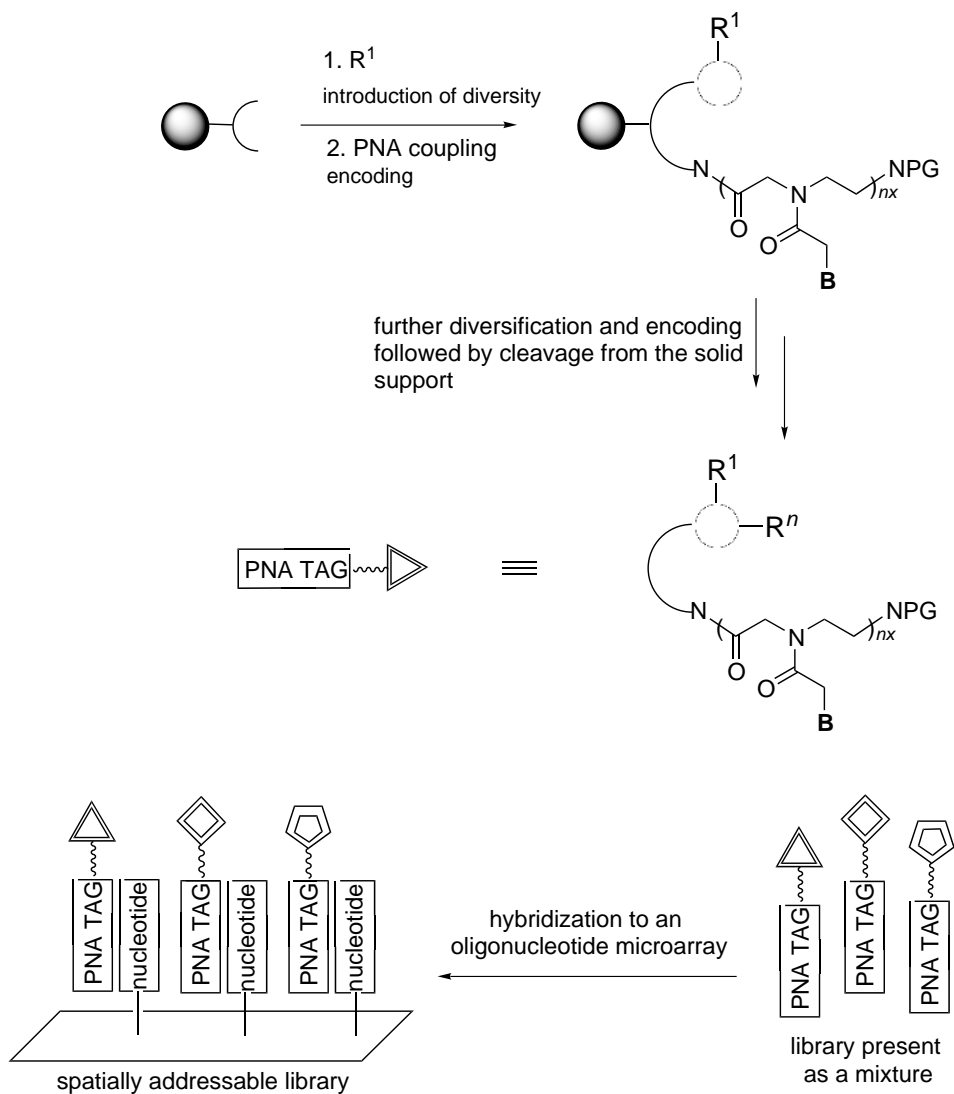 1. R¹
introduction of diversity
2. PNA coupling
encoding
R¹
N
O
N
O
B
NPG
nx
further diversification and encoding
followed by cleavage from the solid
support
PNA TAG
R¹
Rⁿ
N
O
N
O
B
NPG
nx
PNA TAG
nucleotide
PNA TAG
nucleotide
PNA TAG
nucleotide
spatially addressable library
hybridization to an
oligonucleotide microarray
PNA TAG
PNA TAG
PNA TAG
library present
as a mixture